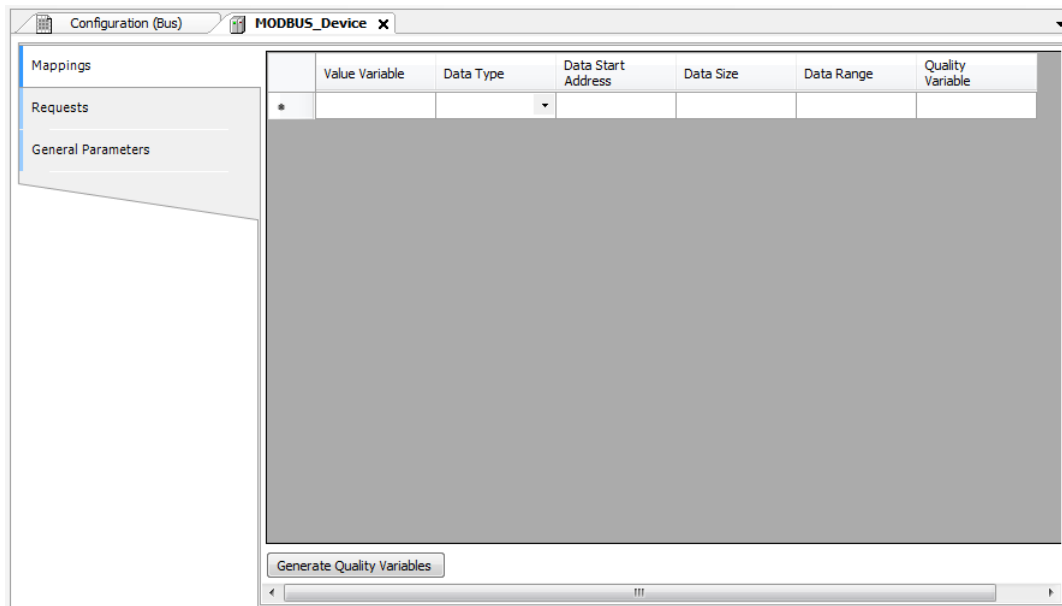 Configuration (Bus)
MODBUS_Device
Mappings
Requests
General Parameters
Value Variable
Data Type
Data Start
Address
Data Size
Data Range
Quality
Variable
Generate Quality Variables